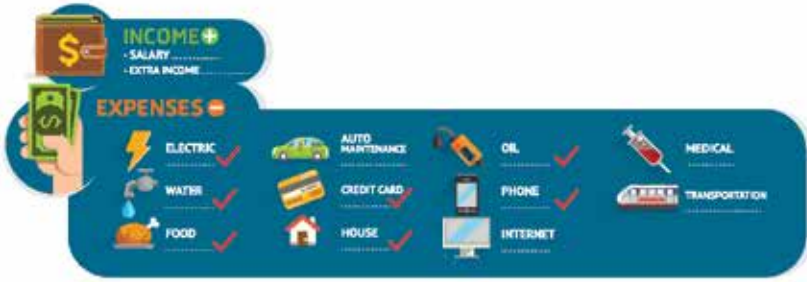 INCOME
- SALARY
- EXTRA INCOME
EXPENSES
ELECTRIC
WATER
FOOD
AUTO
MAINTENANCE
CREDIT CARD
HOUSE
OIL
PHONE
INTERNET
MEDICAL
TRANSPORTATION